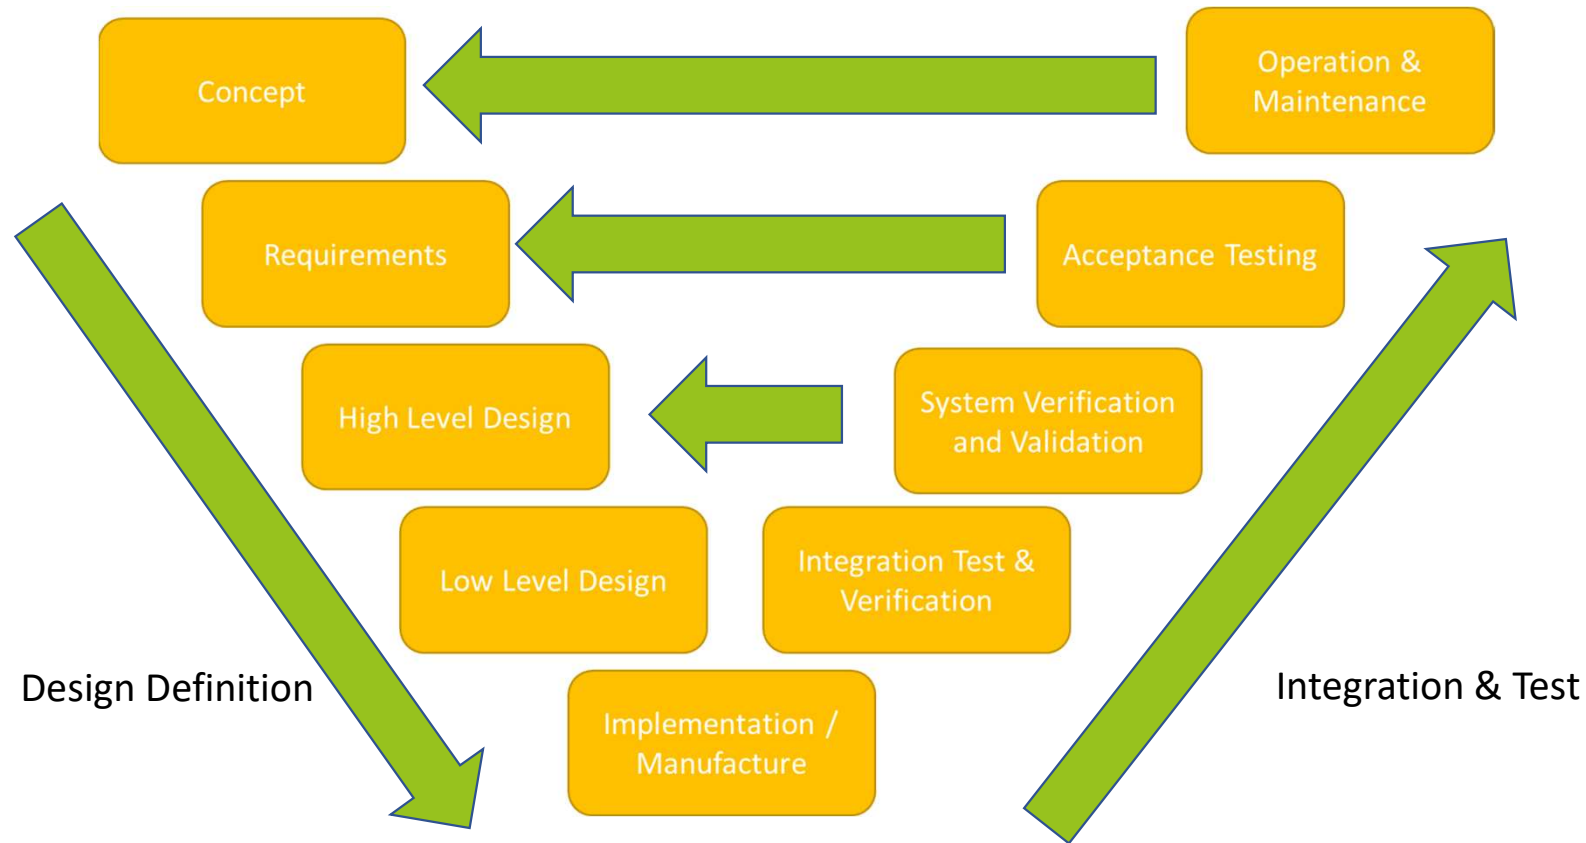 Concept
Operation &
Maintenance
Requirements
Acceptance Testing
High Level Design
System Verification
and Validation
Low Level Design
Integration Test &
Verification
Design Definition
Integration & Test
Implementation /
Manufacture